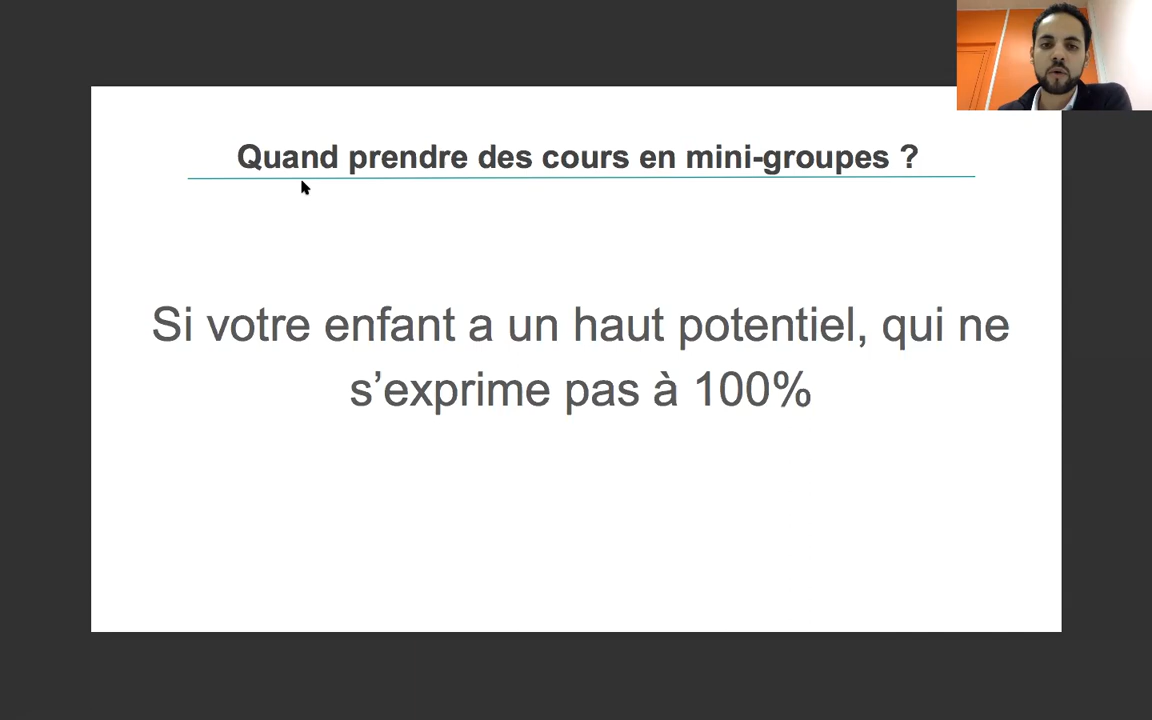 Quand prendre des cours en mini-groupes ?
Si votre enfant a un haut potentiel, qui ne
s’exprime pas à 100%